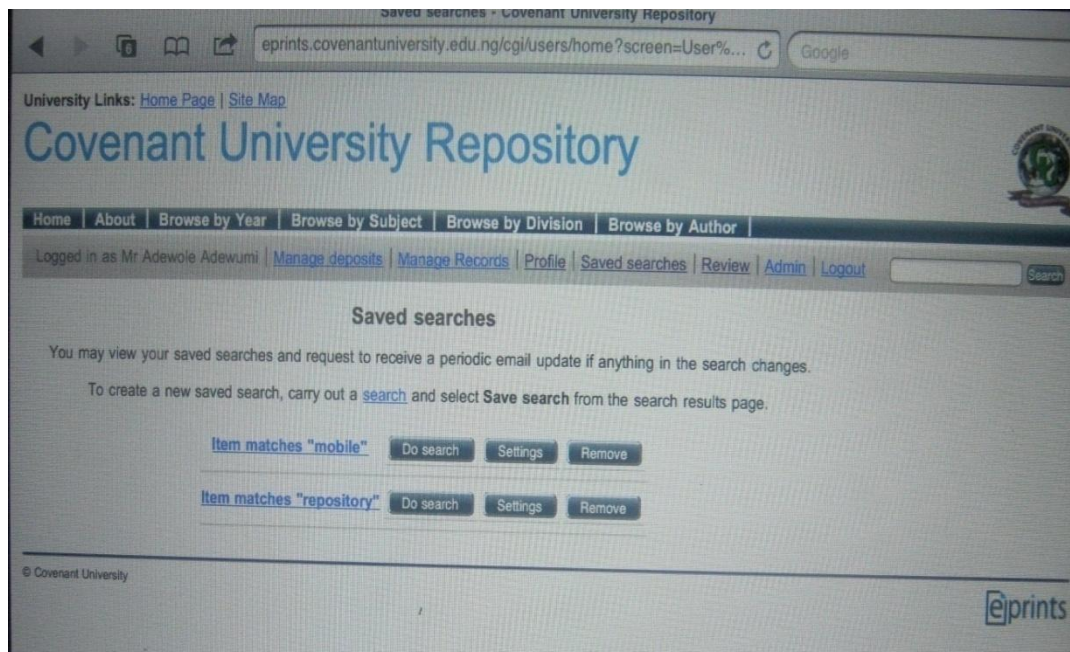 Saved searches - Covenant University Repository
eprints.covenantuniversity.edu.ng/cgi/users/home?screen=User%...
Google
University Links: Home Page | Site Map
Covenant University Repository
Home | About | Browse by Year | Browse by Subject | Browse by Division | Browse by Author |
Logged in as Mr Adewole Adewumi | Manage deposits | Manage Records | Profile | Saved searches | Review | Admin | Logout
Search
Saved searches
You may view your saved searches and request to receive a periodic email update if anything in the search changes.
To create a new saved search, carry out a search and select Save search from the search results page.
Item matches "mobile" Do search Settings Remove
Item matches "repository" Do search Settings Remove
© Covenant University
eprints